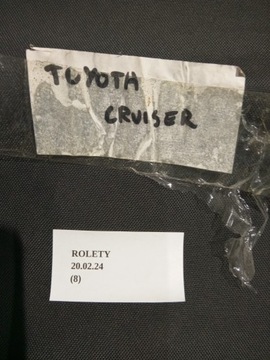 TOYOTA
CRUISER
ROLETY
20.02.24
(8)